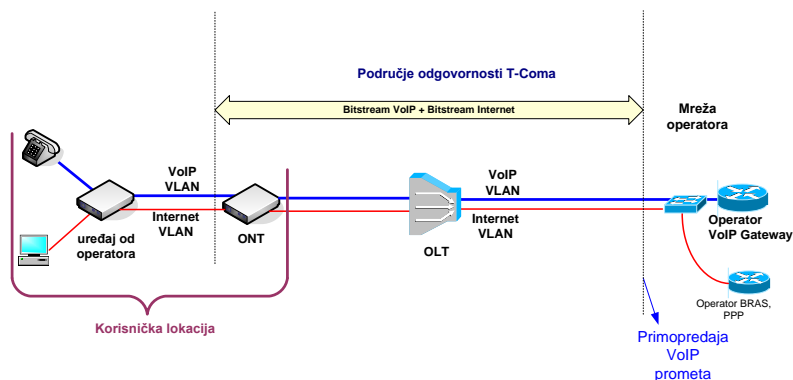 Područje odgovornosti T-Coma
Bitstream VoIP + Bitstream Internet
Mreža
operatora
VoIP
VLAN
Internet
VLAN
uređaj od
operatora
ONT
VoIP
VLAN
Internet
VLAN
OLT
Operator
VoIP Gateway
Operator BRAS,
PPP
Korisnička lokacija
Primopredaja
VoIP
prometa